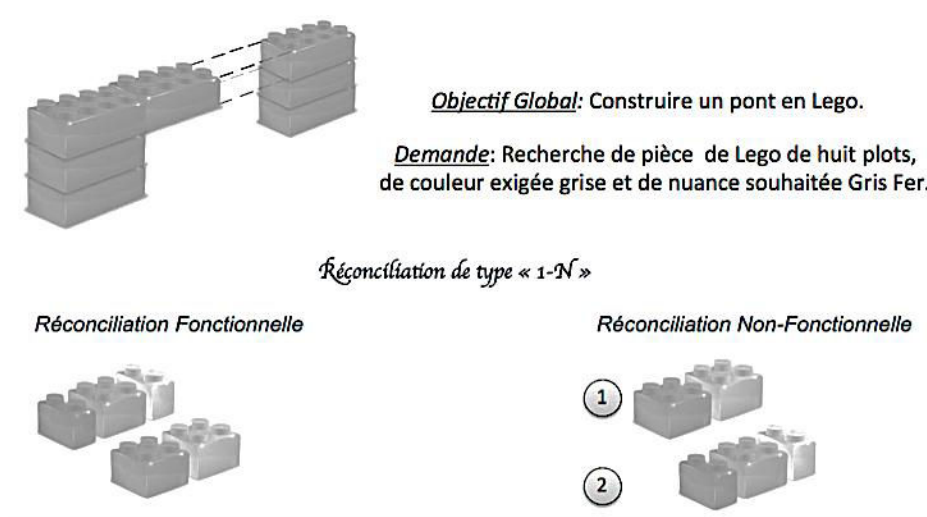 Objectif Global: Construire un pont en Lego.
Demande: Recherche de pièce de Lego de huit plots,
de couleur exigée grise et de nuance souhaitée Gris Fer.
Réconciliation de type « 1-N »
Réconciliation Fonctionnelle
Réconciliation Non-Fonctionnelle
1
2